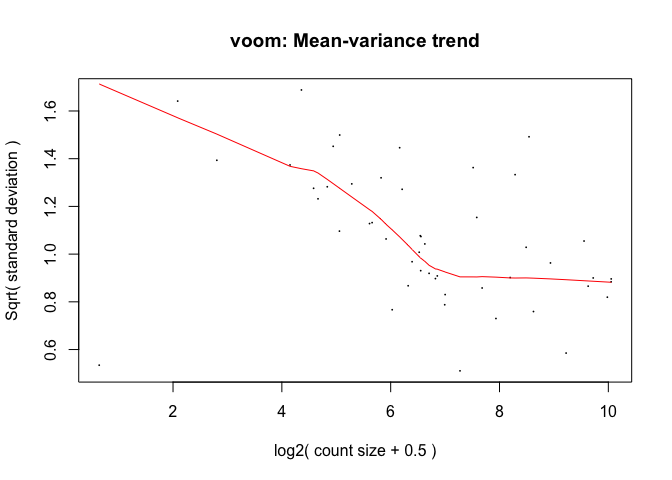 voom: Mean-variance trend
Sqrt( standard deviation )
1.6
1.4
1.2
1.0
0.8
0.6
2 4 6 8 10
log2( count size + 0.5 )